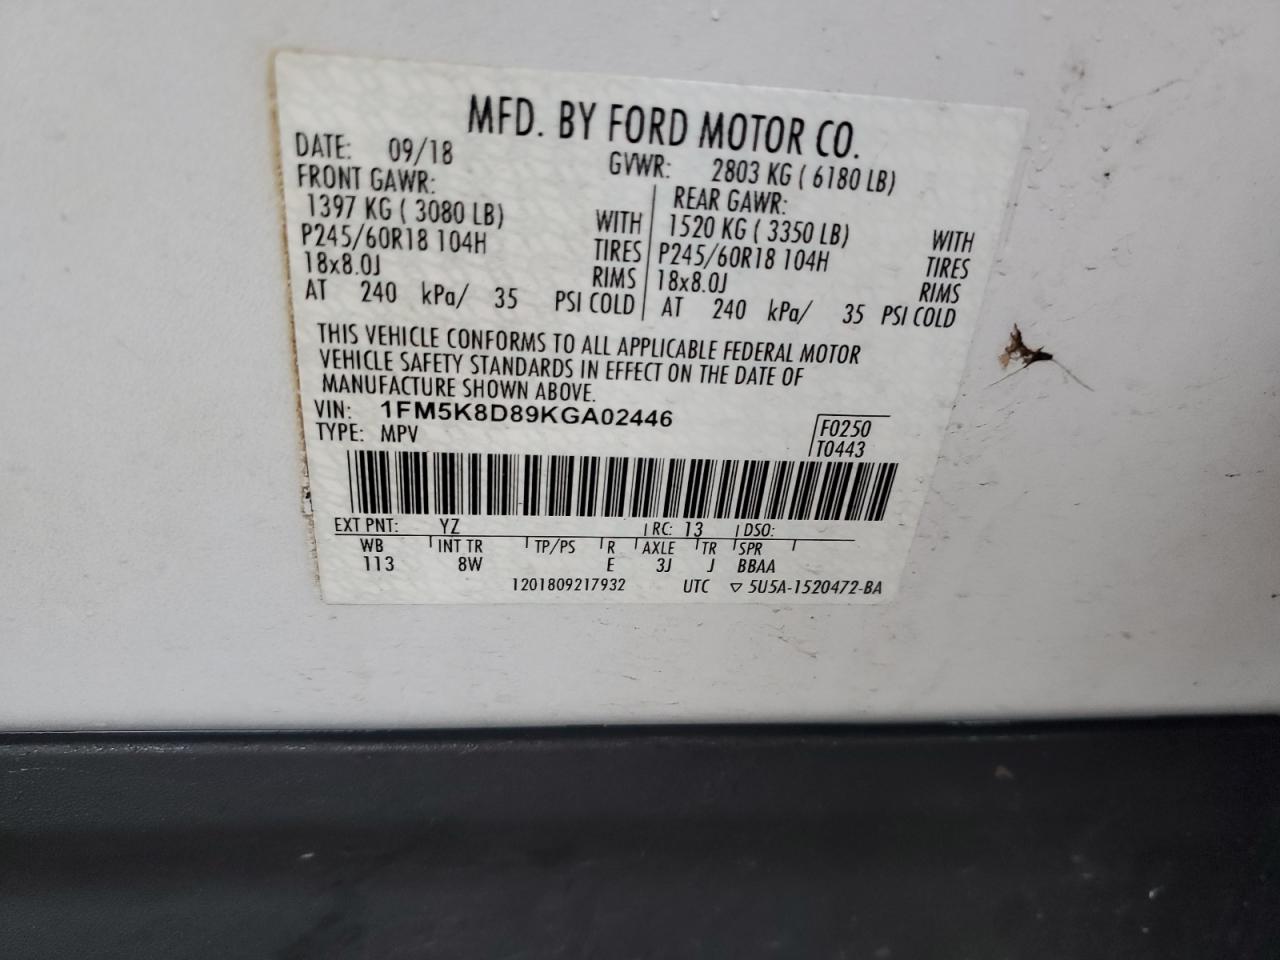 MFD. BY FORD MOTOR CO.
DATE: 09/18 GVWR: 2803 KG ( 6180 LB)
FRONT GAWR: REAR GAWR:
1397 KG ( 3080 LB) WITH 1520 KG ( 3350 LB) WITH
P245/60R18 104H TIRES P245/60R18 104H TIRES
18x8.0J RIMS 18x8.0J RIMS
AT 240 kPa/ 35 PSI COLD AT 240 kPa/ 35 PSI COLD
THIS VEHICLE CONFORMS TO ALL APPLICABLE FEDERAL MOTOR
VEHICLE SAFETY STANDARDS IN EFFECT ON THE DATE OF
MANUFACTURE SHOWN ABOVE.
VIN: 1FM5K8D89KGA02446
TYPE: MPV
F0250
T0443
EXT PNT: YZ RC: 13 DSO:
WB INT TR TP/PS R AXLE TR SPR
113 8W E 3J J BBAA
1201809217932 UTC ▽ 5U5A-1520472-BA